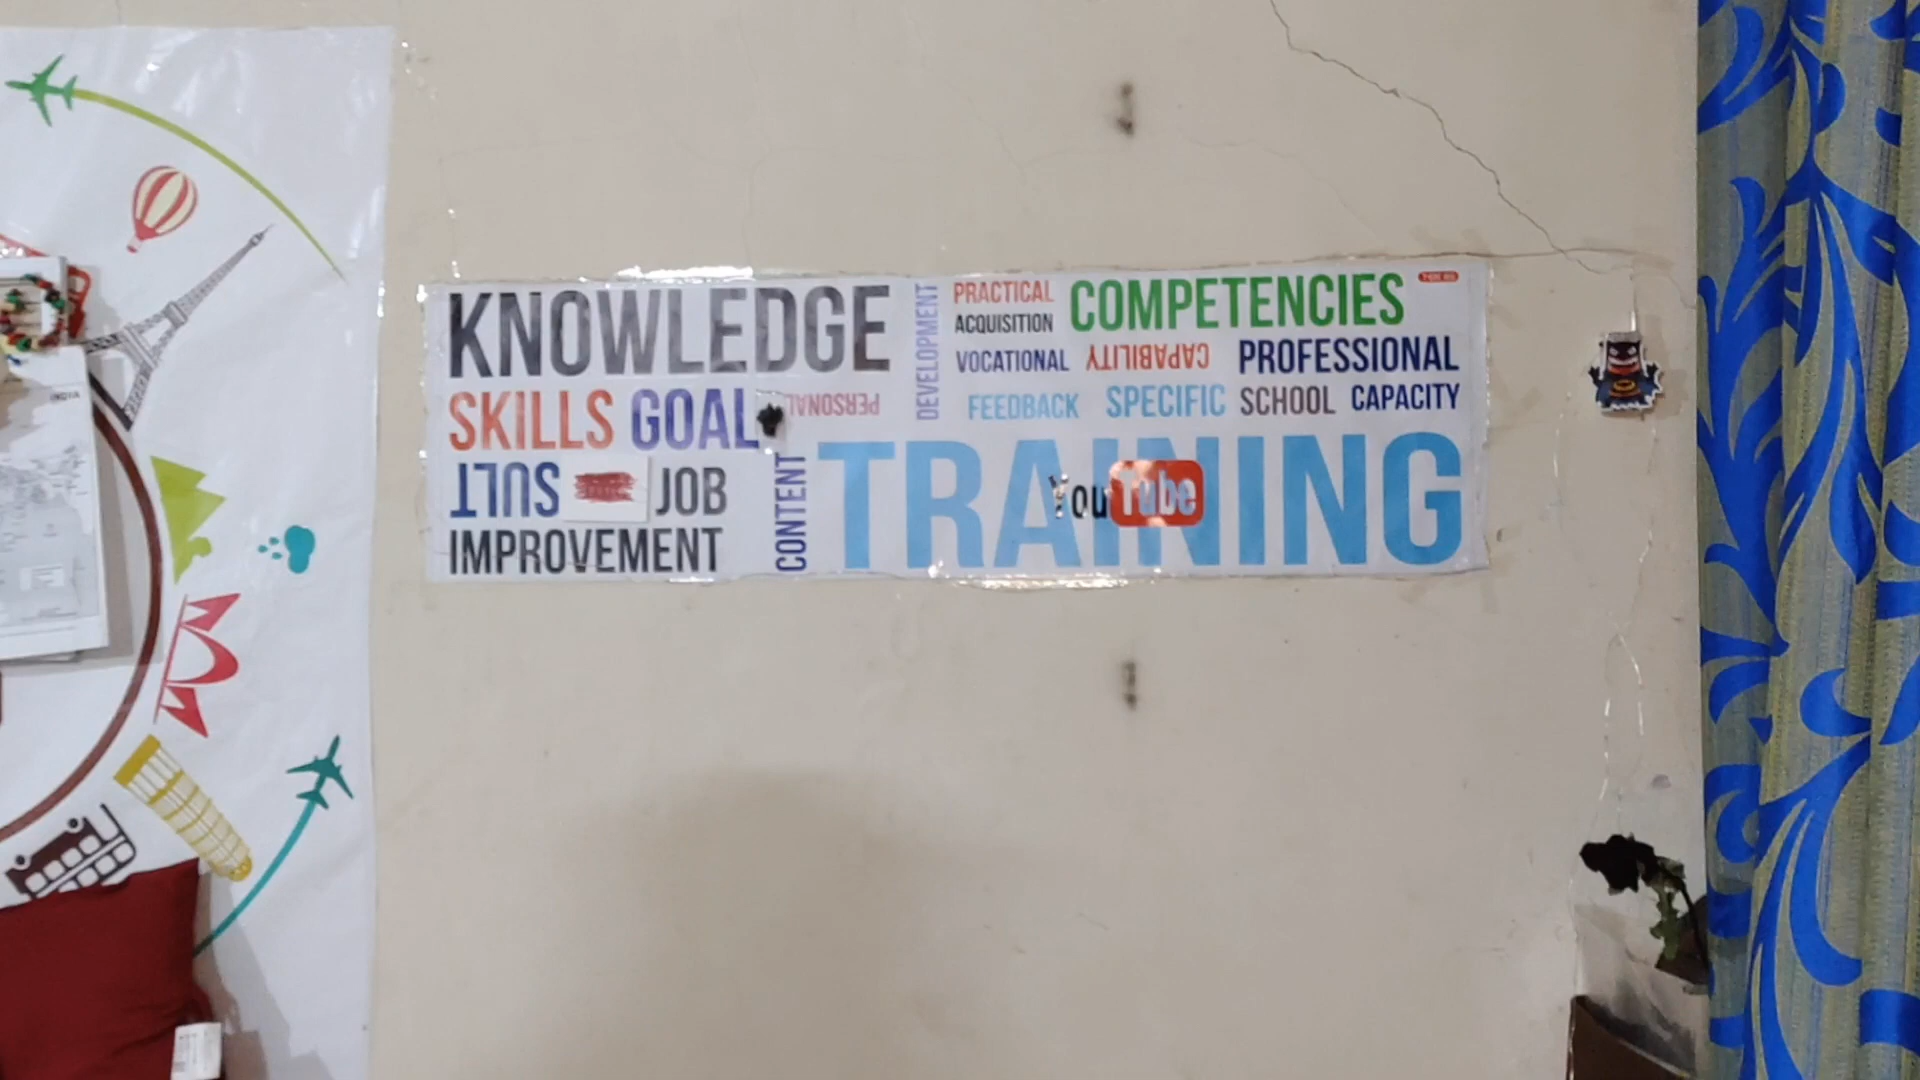 KNOWLEDGE
SKILLS GOAL
PERSONAL
SULT JOB
IMPROVEMENT
CONTENT
DEVELOPMENT
PRACTICAL
ACQUISITION
COMPETENCIES
VOCATIONAL CAPABILITY PROFESSIONAL
FEEDBACK SPECIFIC SCHOOL CAPACITY
TRAINING
YouTube
INDIA